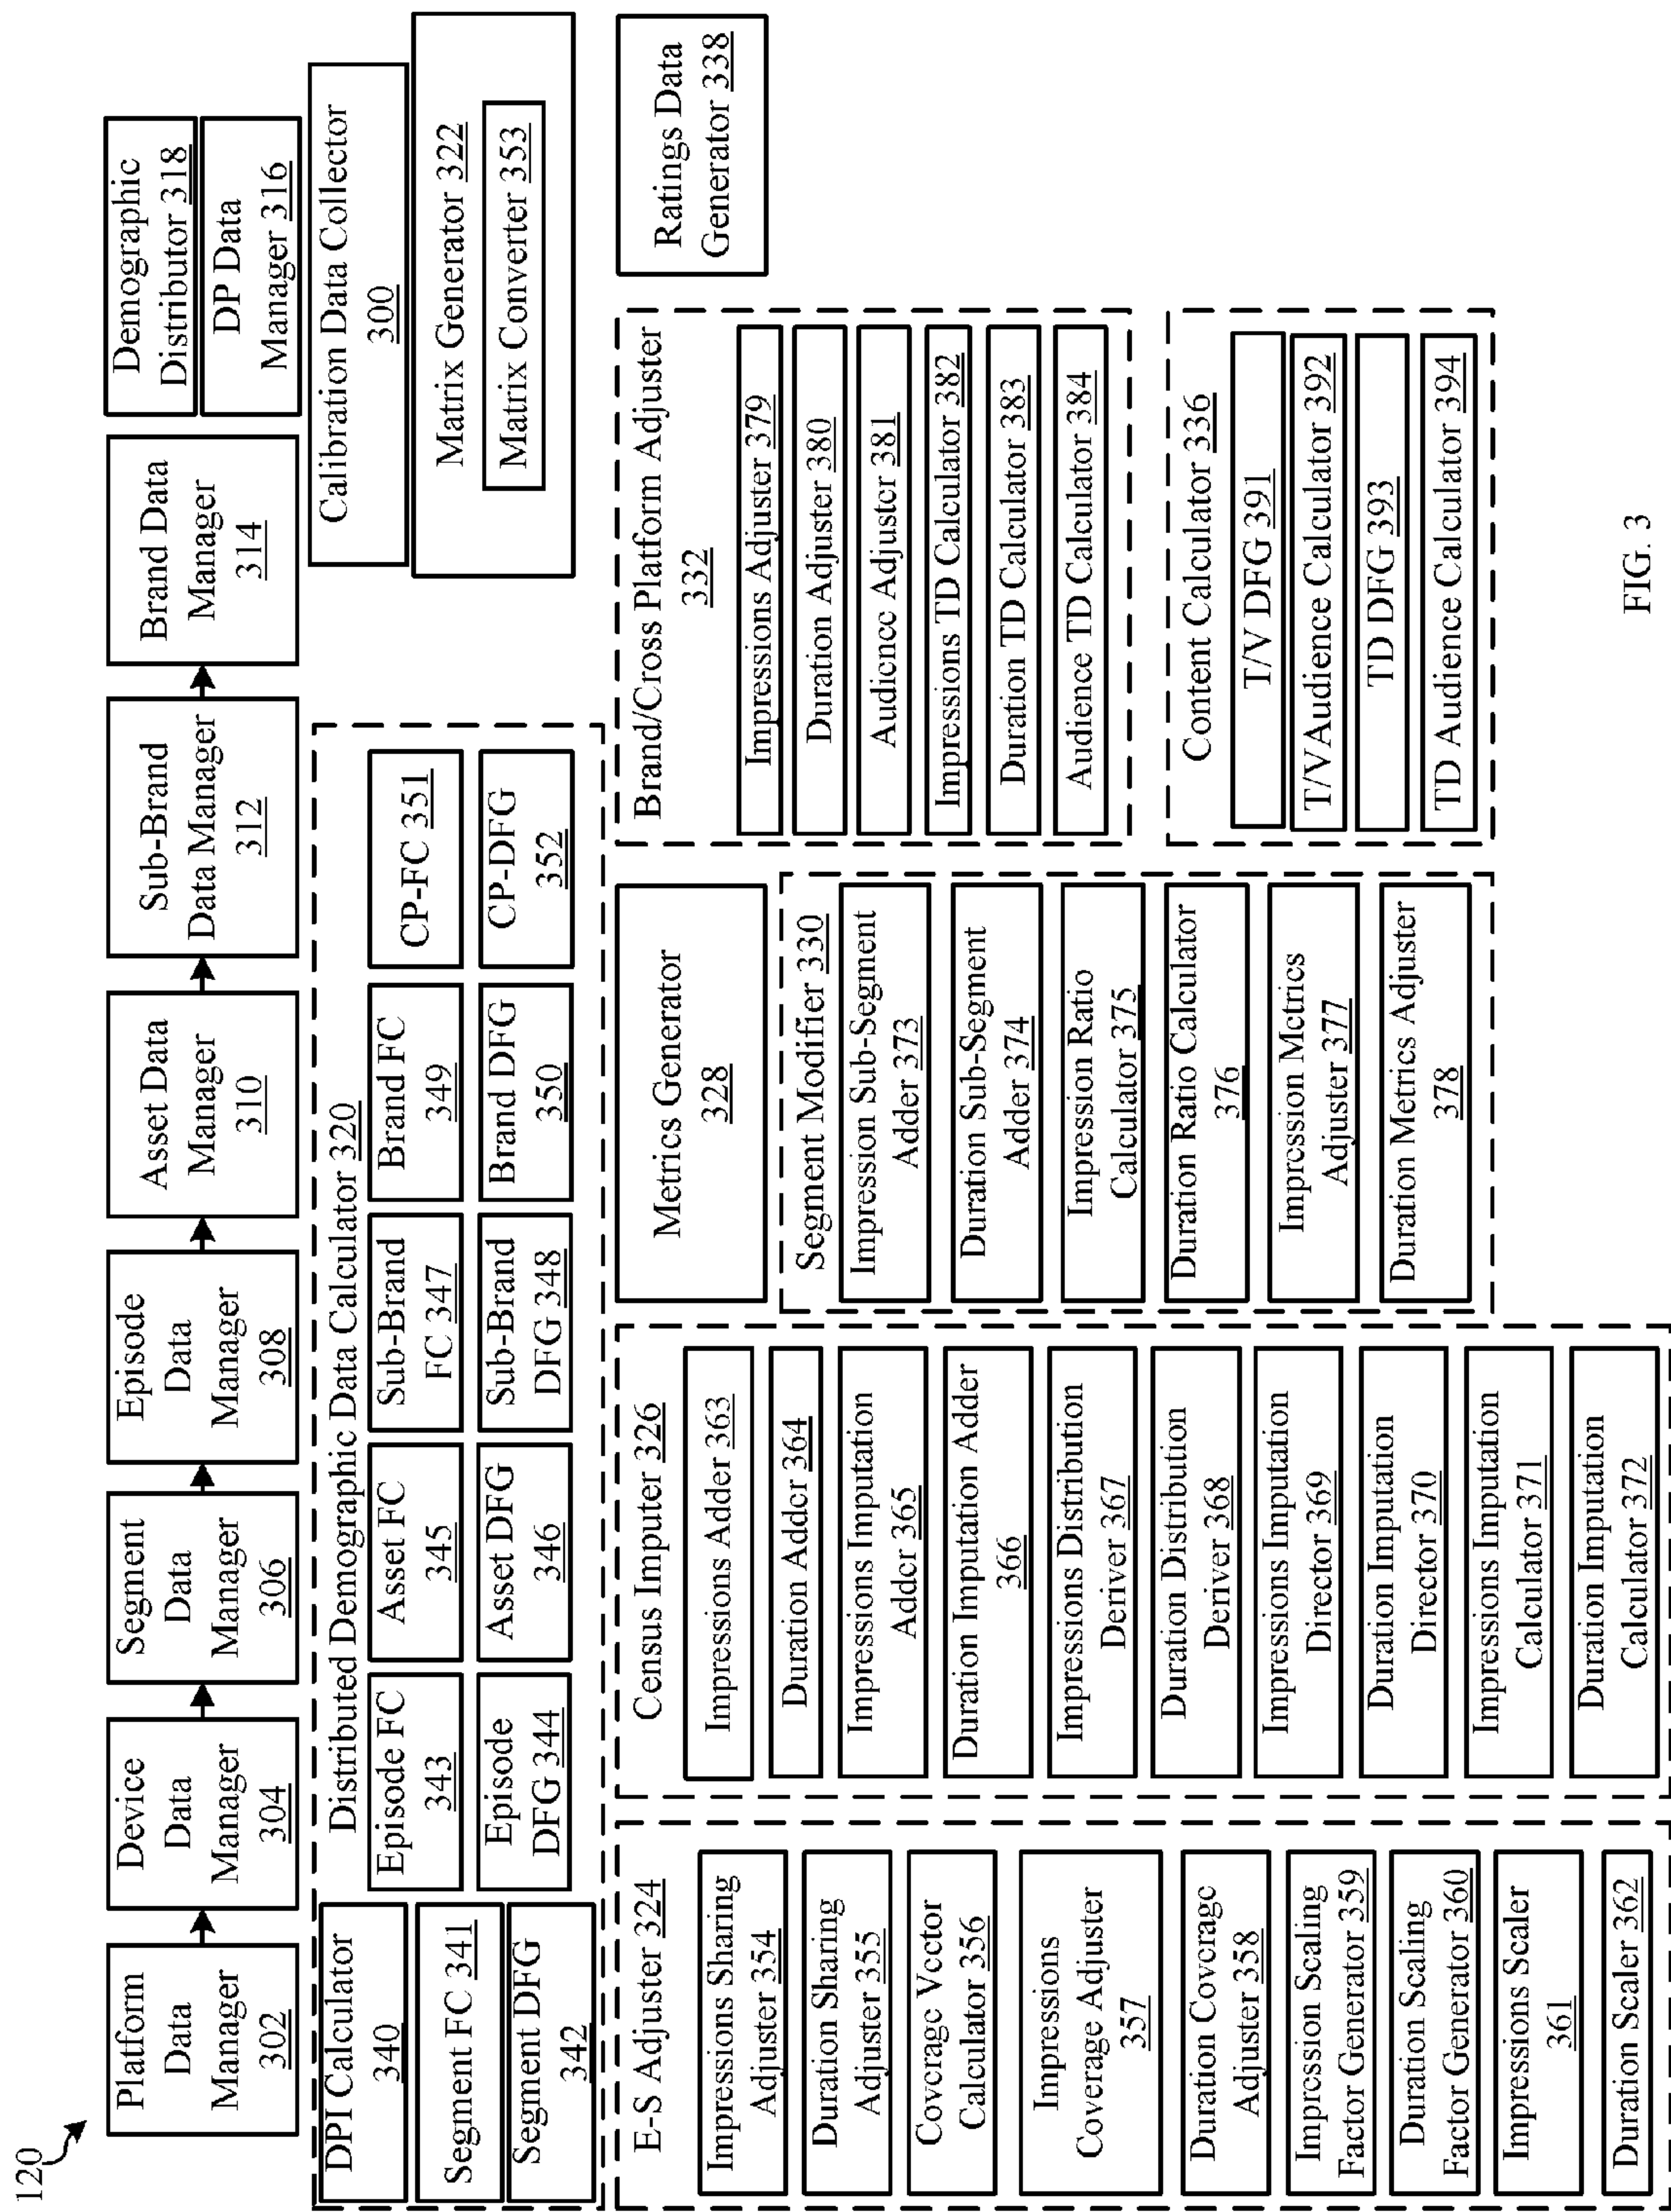 120
Platform
Data
Manager
302
Device
Data
Manager
304
Segment
Data
Manager
306
Episode
Data
Manager
308
Asset Data
Manager
310
Sub-Brand
Data Manager
312
Brand Data
Manager
314
Demographic
Distributor 318
DP Data
Manager 316
Calibration Data Collector
300
Matrix Generator 322
Matrix Converter 353
Distributed Demographic Data Calculator 320
DPI Calculator
340
Segment FC 341
Segment DFG
342
Episode FC
343
Episode
DFG 344
Asset FC
345
Asset DFG
346
Sub-Brand
FC 347
Sub-Brand
DFG 348
Brand FC
349
Brand DFG
350
CP-FC 351
CP-DFG
352
E-S Adjuster 324
Impressions Sharing
Adjuster 354
Duration Sharing
Adjuster 355
Coverage Vector
Calculator 356
Impressions
Coverage Adjuster
357
Duration Coverage
Adjuster 358
Impression Scaling
Factor Generator 359
Duration Scaling
Factor Generator 360
Impressions Scaler
361
Duration Scaler 362
Census Imputer 326
Impressions Adder 363
Duration Adder 364
Impressions Imputation
Adder 365
Duration Imputation Adder
366
Impressions Distribution
Deriver 367
Duration Distribution
Deriver 368
Impressions Imputation
Director 369
Duration Imputation
Director 370
Impressions Imputation
Calculator 371
Duration Imputation
Calculator 372
Metrics Generator
328
Segment Modifier 330
Impression Sub-Segment
Adder 373
Duration Sub-Segment
Adder 374
Impression Ratio
Calculator 375
Duration Ratio Calculator
376
Impression Metrics
Adjuster 377
Duration Metrics Adjuster
378
Brand/Cross Platform Adjuster
332
Impressions Adjuster 379
Duration Adjuster 380
Audience Adjuster 381
Impressions TD Calculator 382
Duration TD Calculator 383
Audience TD Calculator 384
Content Calculator 336
T/V DFG 391
T/VAudience Calculator 392
TD DFG 393
TD Audience Calculator 394
Ratings Data
Generator 338
FIG. 3